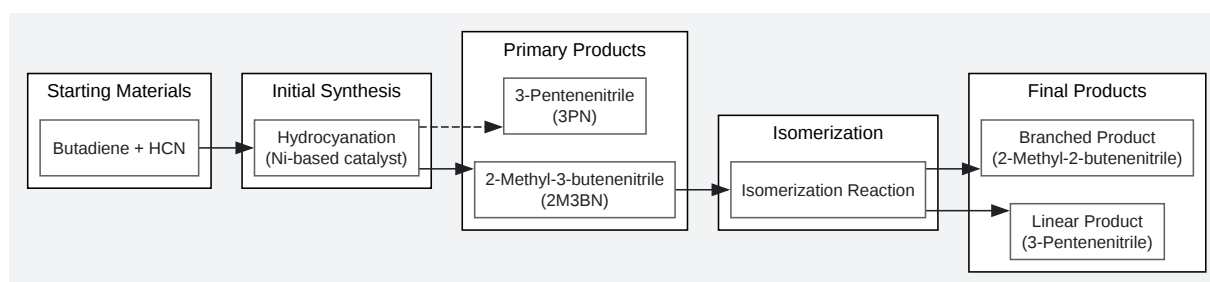 Starting Materials
Butadiene + HCN
Initial Synthesis
Hydrocyanation
(Ni-based catalyst)
Primary Products
3-Pentenenitrile
(3PN)
2-Methyl-3-butenenitrile
(2M3BN)
Isomerization
Isomerization Reaction
Final Products
Branched Product
(2-Methyl-2-butenenitrile)
Linear Product
(3-Pentenenitrile)